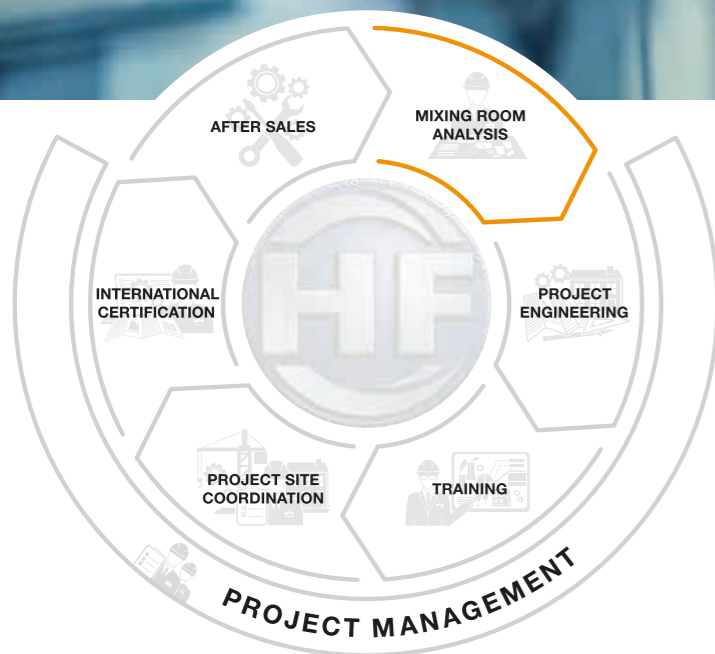 AFTER SALES
MIXING ROOM
ANALYSIS
INTERNATIONAL
CERTIFICATION
HF
PROJECT
ENGINEERING
PROJECT SITE
COORDINATION
TRAINING
PROJECT MANAGEMENT